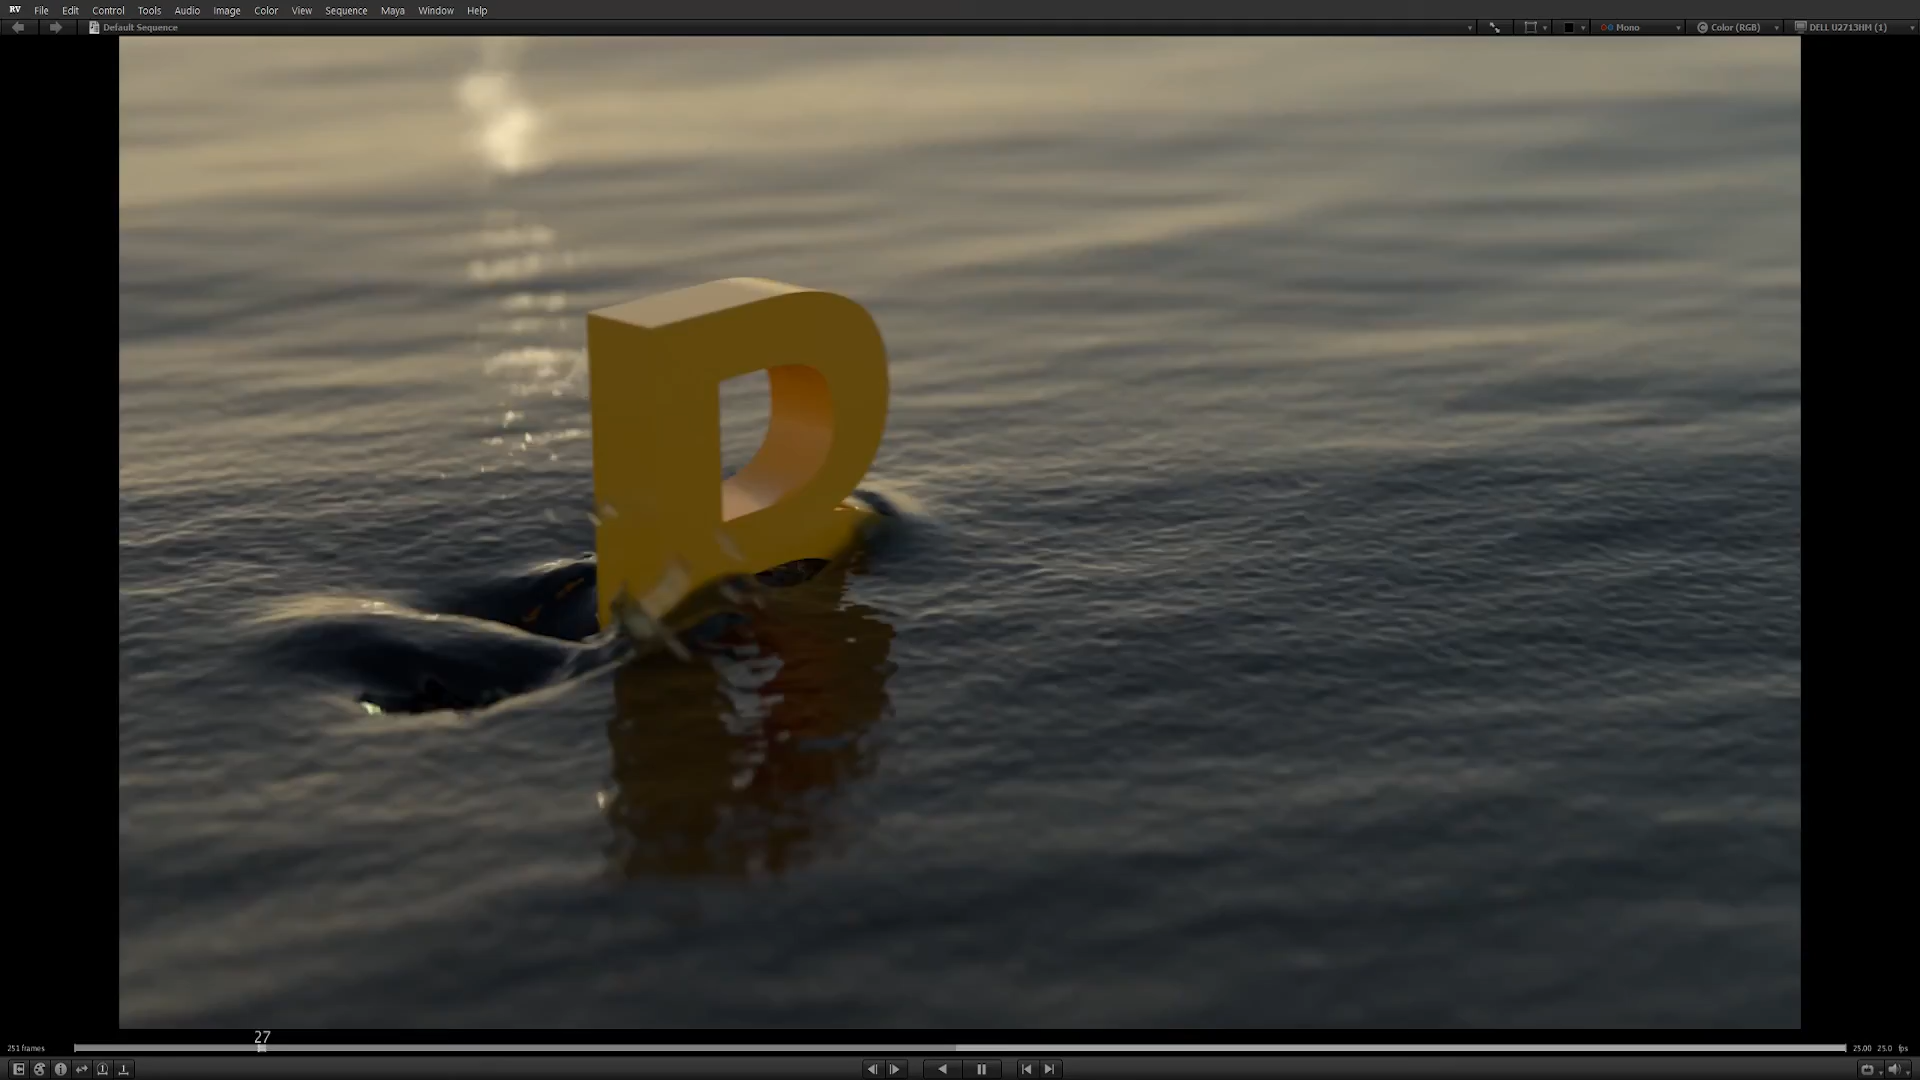 RV File Edit Control Tools Audio Image Color View Sequence Maya Window Help
Default Sequence Mono Color (RGB) DELL U2713HM (1)
D
27
251 frames 25.00 25.0 fps